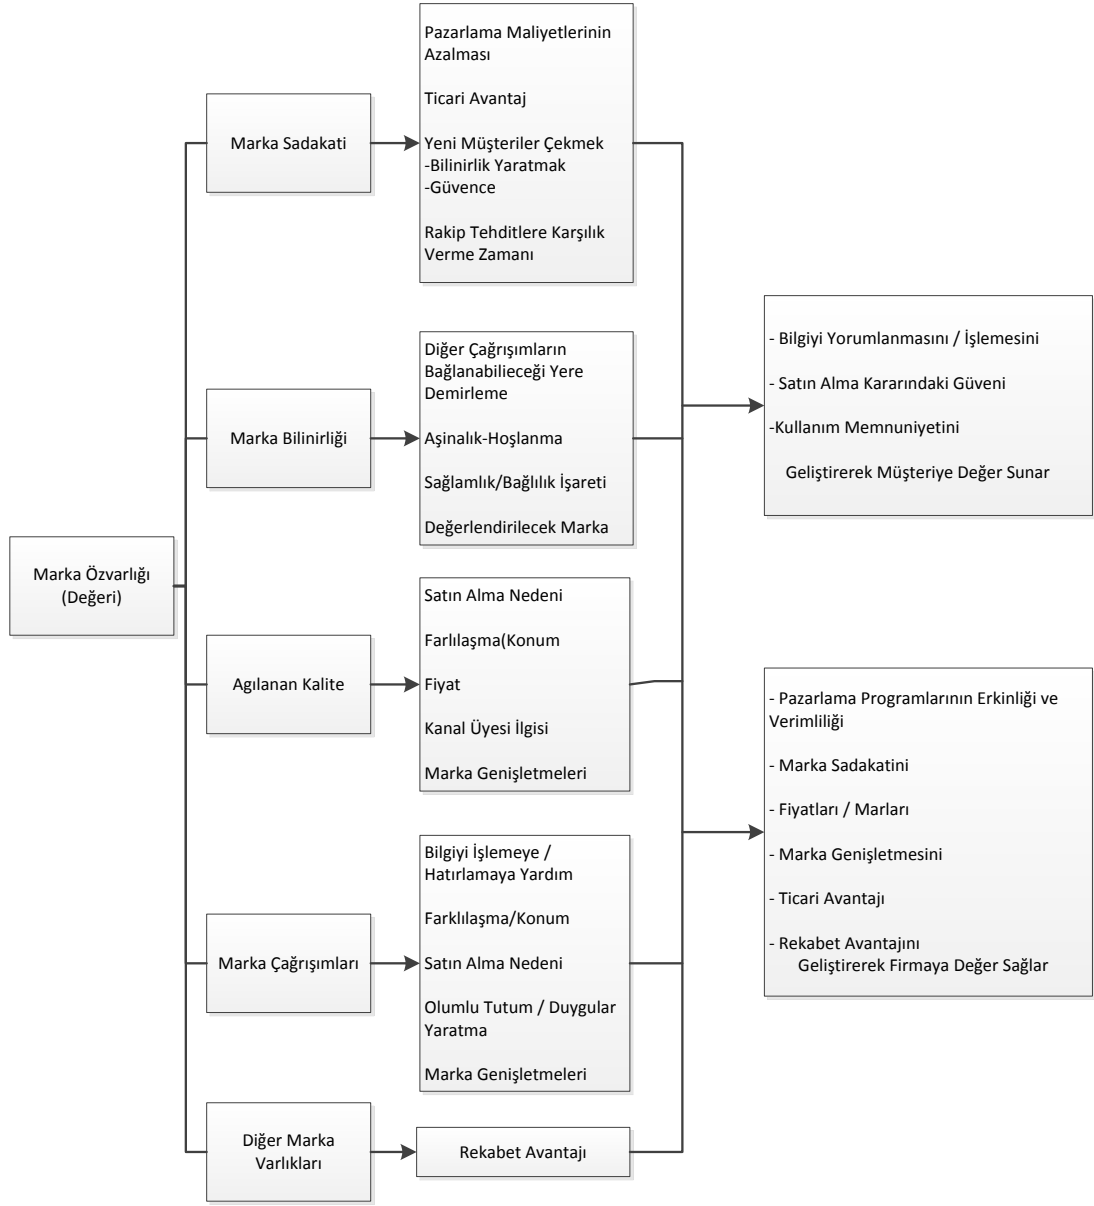 Pazarlama Maliyetlerinin
Azalması
Ticari Avantaj
Yeni Müşteriler Çekmek
-Bilinirlik Yaratmak
-Güvence
Rakip Tehditlere Karşılık
Verme Zamanı
Marka Sadakati
Diğer Çağrışımların
Bağlanabilieceği Yere
Demirleme
Aşinalık-Hoşlanma
Sağlamlık/Bağlılık İşareti
Değerlendirilecek Marka
Marka Bilinirliği
- Bilgiyi Yorumlanmasını / İşlemesini
- Satın Alma Kararındaki Güveni
-Kullanım Memnuniyetini
Geliştirerek Müşteriye Değer Sunar
Marka Özvarlığı
(Değeri)
Satın Alma Nedeni
Farlılaşma(Konum
Fiyat
Kanal Üyesi İlgisi
Marka Genişletmeleri
Agılanan Kalite
- Pazarlama Programlarının Erkinliği ve
Verimliliği
- Marka Sadakatini
- Fiyatları / Marları
- Marka Genişletmesini
- Ticari Avantajı
- Rekabet Avantajını
Geliştirerek Firmaya Değer Sağlar
Bilgiyi İşlemeye /
Hatırlamaya Yardım
Farklılaşma/Konum
Satın Alma Nedeni
Olumlu Tutum / Duygular
Yaratma
Marka Genişletmeleri
Marka Çağrışımları
Diğer Marka
Varlıkları
Rekabet Avantajı